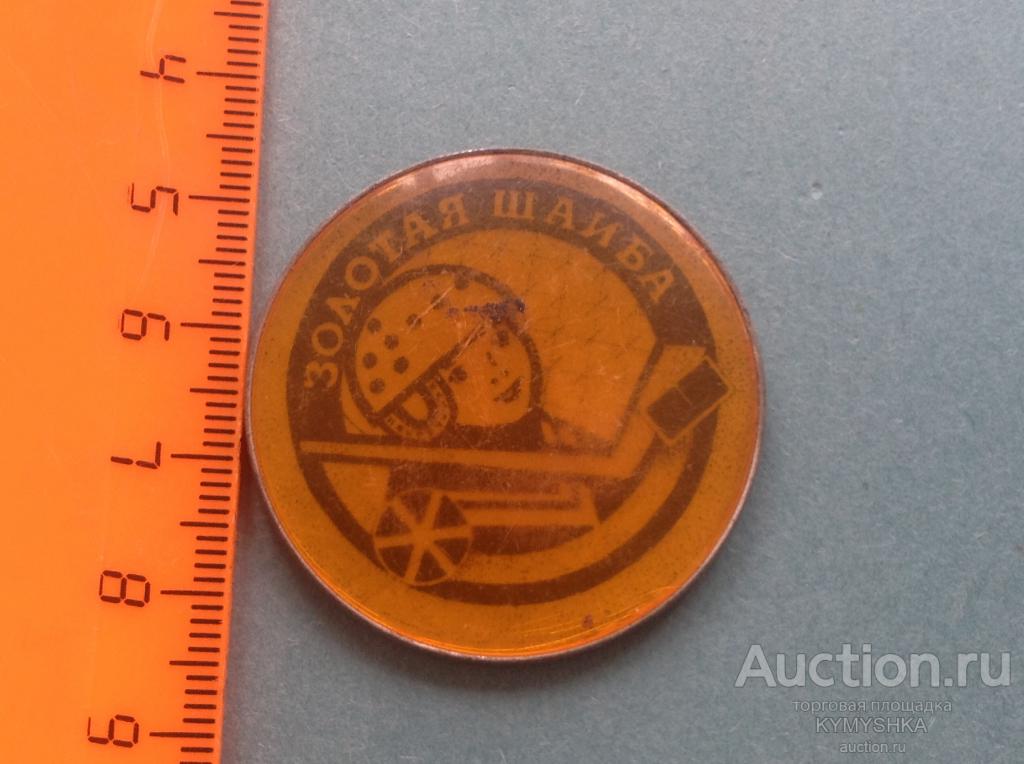 4
5
6
7
8
9
ЗОЛОТАЯ ШАЙБА
Auction.ru
торговая площадка
KYMYSHKA
auction.ru